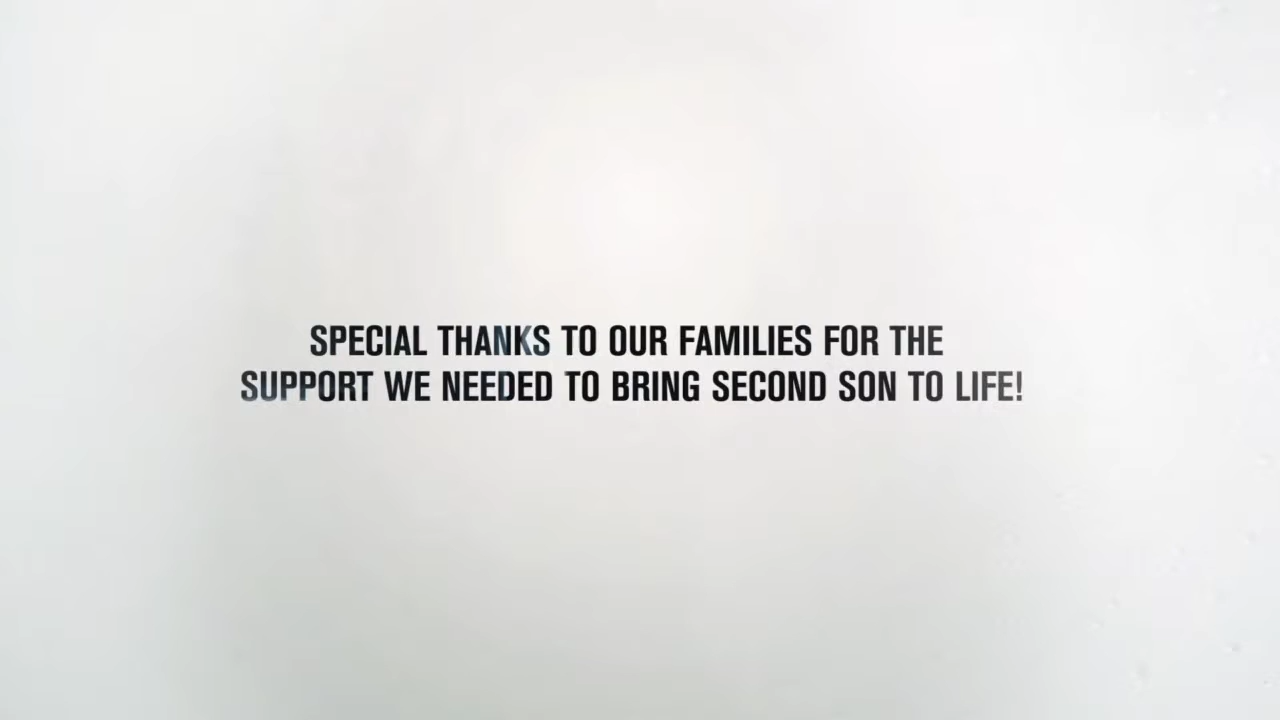 SPECIAL THANKS TO OUR FAMILIES FOR THE
SUPPORT WE NEEDED TO BRING SECOND SON TO LIFE!